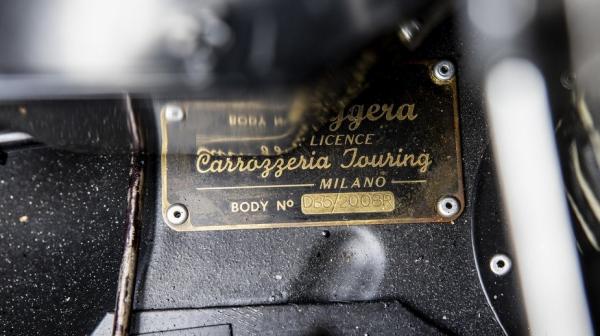 LICENCE
Carrozzeria Touring
MILANO
BODY Nº DB5/2008R